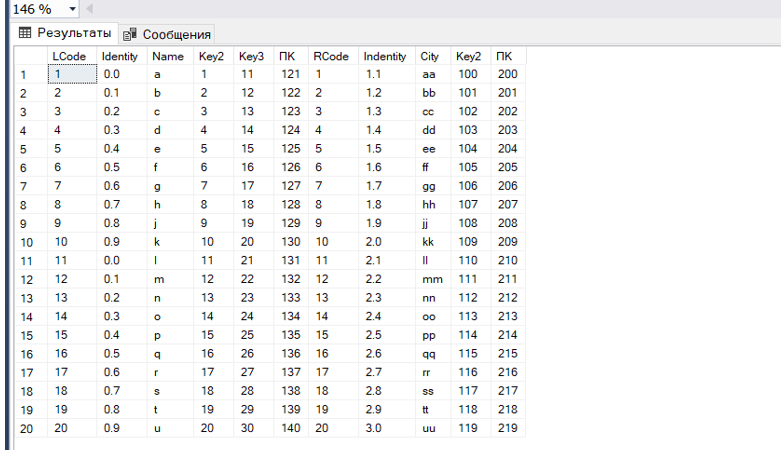 146 %
Результаты Сообщения
LCode Identity Name Key2 Key3 ПК RCode Indentity City Key2 ПК
1 1 0.0 a 1 11 121 1 1.1 aa 100 200
2 2 0.1 b 2 12 122 2 1.2 bb 101 201
3 3 0.2 c 3 13 123 3 1.3 cc 102 202
4 4 0.3 d 4 14 124 4 1.4 dd 103 203
5 5 0.4 e 5 15 125 5 1.5 ee 104 204
6 6 0.5 f 6 16 126 6 1.6 ff 105 205
7 7 0.6 g 7 17 127 7 1.7 gg 106 206
8 8 0.7 h 8 18 128 8 1.8 hh 107 207
9 9 0.8 j 9 19 129 9 1.9 jj 108 208
10 10 0.9 k 10 20 130 10 2.0 kk 109 209
11 11 0.0 l 11 21 131 11 2.1 ll 110 210
12 12 0.1 m 12 22 132 12 2.2 mm 111 211
13 13 0.2 n 13 23 133 13 2.3 nn 112 212
14 14 0.3 o 14 24 134 14 2.4 oo 113 213
15 15 0.4 p 15 25 135 15 2.5 pp 114 214
16 16 0.5 q 16 26 136 16 2.6 qq 115 215
17 17 0.6 r 17 27 137 17 2.7 rr 116 216
18 18 0.7 s 18 28 138 18 2.8 ss 117 217
19 19 0.8 t 19 29 139 19 2.9 tt 118 218
20 20 0.9 u 20 30 140 20 3.0 uu 119 219